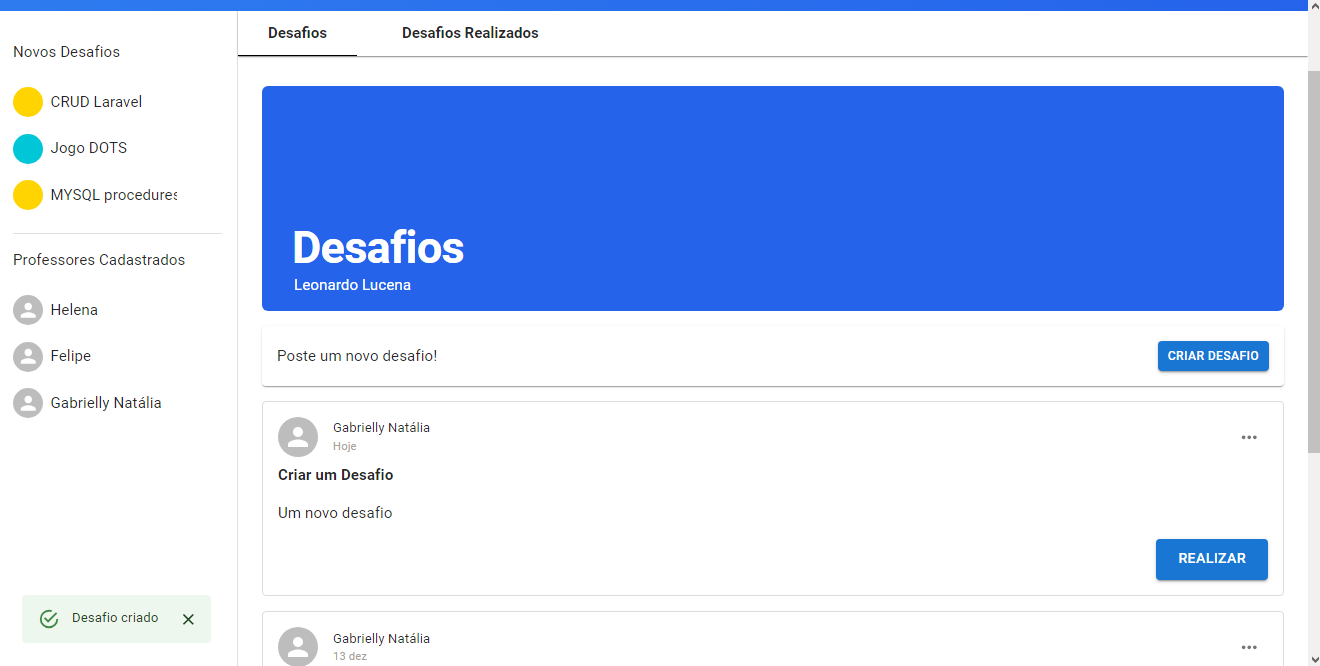 Novos Desafios
CRUD Laravel
Jogo DOTS
MYSQL procedures
Professores Cadastrados
Helena
Felipe
Gabrielly Natália
Desafio criado
Desafios
Desafios Realizados
Desafios
Leonardo Lucena
Poste um novo desafio!
CRIAR DESAFIO
Gabrielly Natália
Hoje
Criar um Desafio
Um novo desafio
REALIZAR
Gabrielly Natália
13 dez